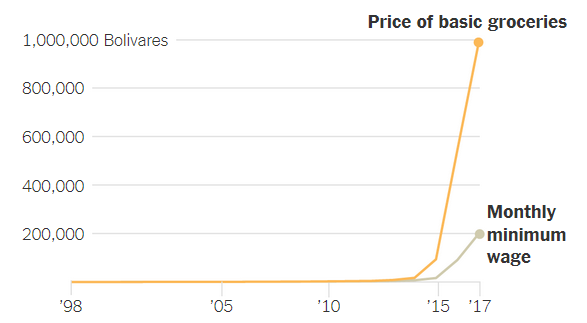 Price of basic groceries
1,000,000 Bolivares
800,000
600,000
400,000
200,000
Monthly
minimum
wage
’98
’05
’10
’15
’17